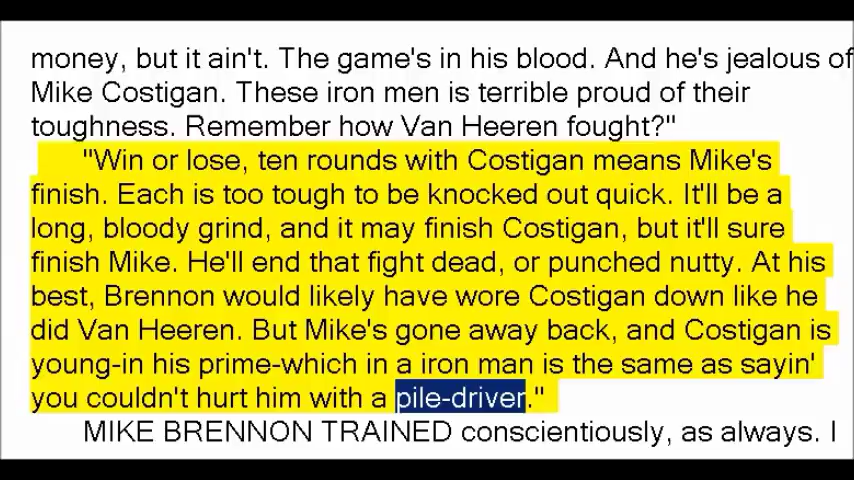 money, but it ain't. The game's in his blood. And he's jealous of
Mike Costigan. These iron men is terrible proud of their
toughness. Remember how Van Heeren fought?"
"Win or lose, ten rounds with Costigan means Mike's
finish. Each is too tough to be knocked out quick. It'll be a
long, bloody grind, and it may finish Costigan, but it'll sure
finish Mike. He'll end that fight dead, or punched nutty. At his
best, Brennon would likely have wore Costigan down like he
did Van Heeren. But Mike's gone away back, and Costigan is
young-in his prime-which in a iron man is the same as sayin'
you couldn't hurt him with a pile-driver."
MIKE BRENNON TRAINED conscientiously, as always. I